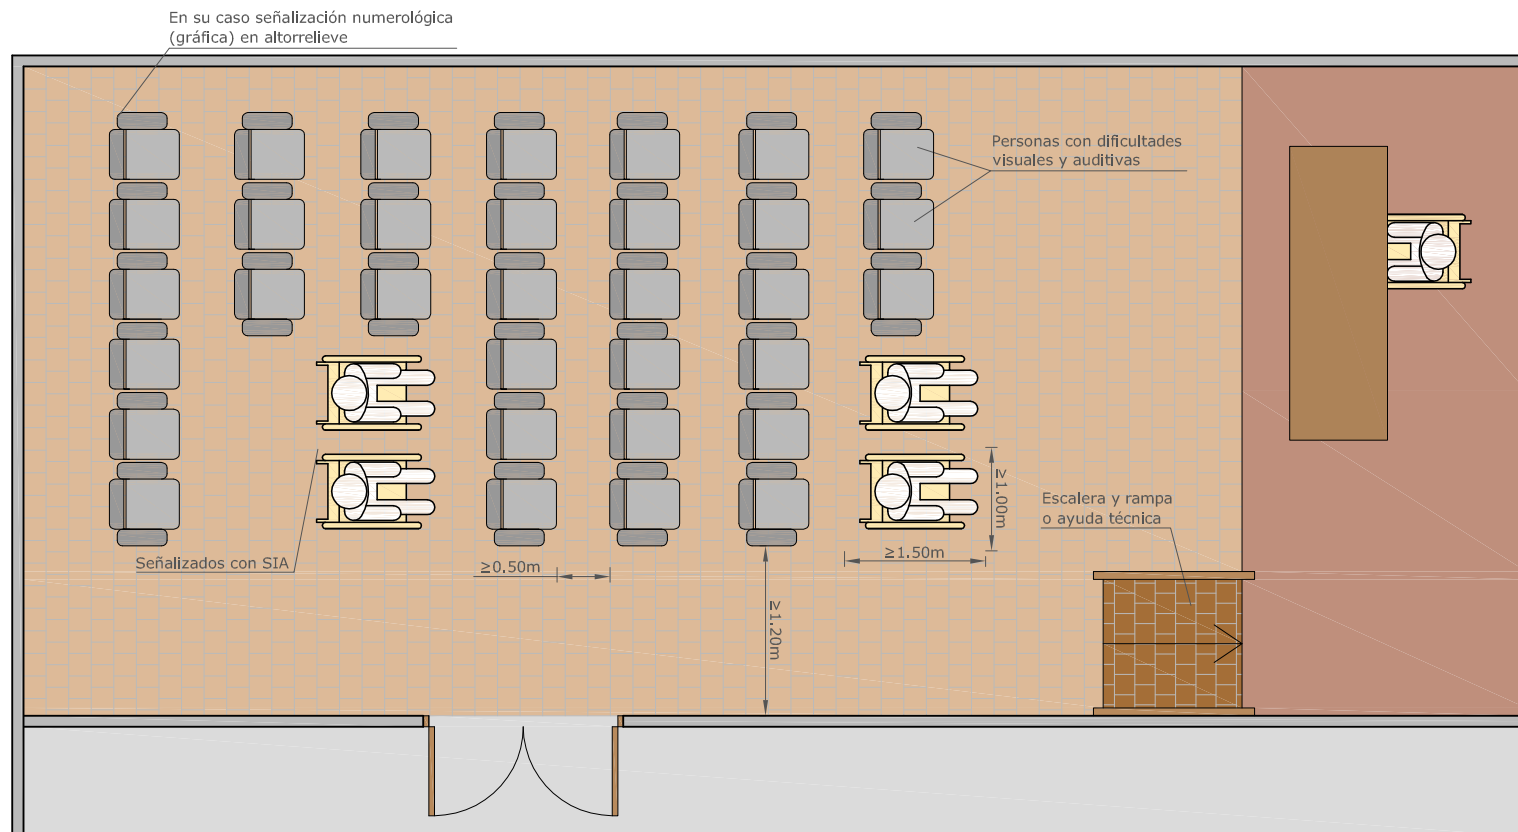 En su caso señalización numerológica
(gráfica) en altorrelieve
Personas con dificultades
visuales y auditivas
≥1.00m
Escalera y rampa
o ayuda técnica
Señalizados con SIA
≥0.50m
≥1.50m
≥1.20m